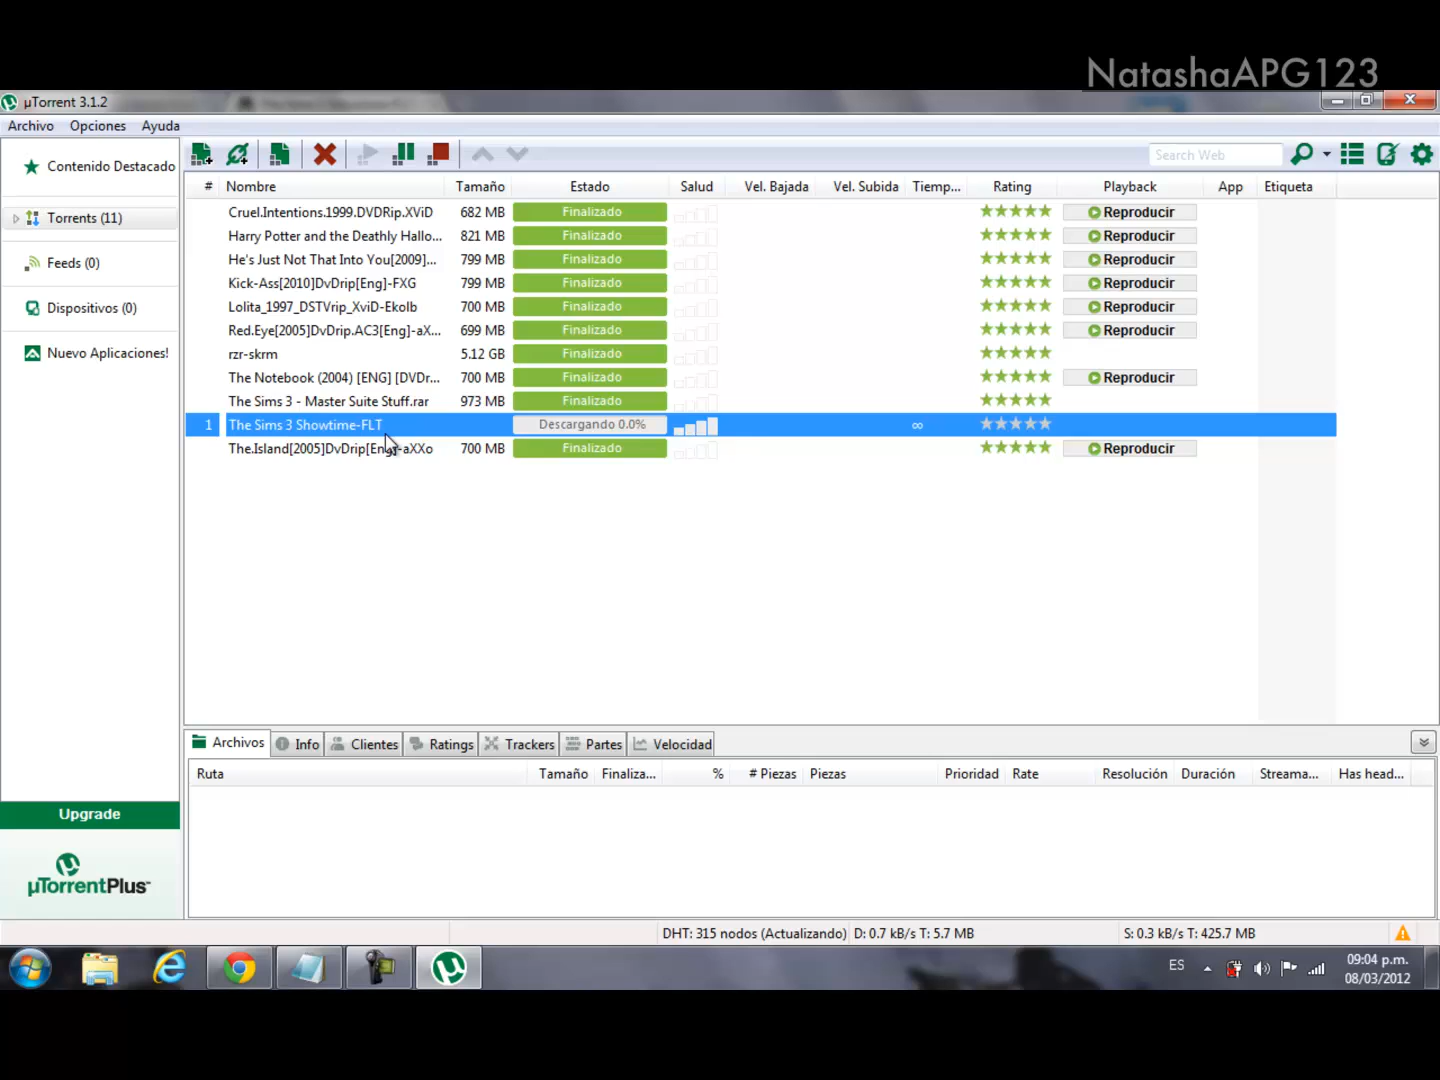 NatashaAPG123
µTorrent 3.1.2
Archivo Opciones Ayuda
Search Web
Contenido Destacado
Torrents (11)
Feeds (0)
Dispositivos (0)
Nuevo Aplicaciones!
# Nombre Tamaño Estado Salud Vel. Bajada Vel. Subida Tiemp... Rating Playback App Etiqueta
Cruel.Intentions.1999.DVDRip.XViD 682 MB Finalizado Reproducir
Harry Potter and the Deathly Hallo... 821 MB Finalizado Reproducir
He's Just Not That Into You[2009]... 799 MB Finalizado Reproducir
Kick-Ass[2010]DvDrip[Eng]-FXG 799 MB Finalizado Reproducir
Lolita_1997_DSTVrip_XviD-Ekolb 700 MB Finalizado Reproducir
Red.Eye[2005]DvDrip.AC3[Eng]-aX... 699 MB Finalizado Reproducir
rzr-skrm 5.12 GB Finalizado
The Notebook (2004) [ENG] [DVDr... 700 MB Finalizado Reproducir
The Sims 3 - Master Suite Stuff.rar 973 MB Finalizado
1 The Sims 3 Showtime-FLT Descargando 0.0% ∞
The.Island[2005]DvDrip[Eng]-aXXo 700 MB Finalizado Reproducir
Archivos Info Clientes Ratings Trackers Partes Velocidad
Ruta Tamaño Finaliza... % # Piezas Piezas Prioridad Rate Resolución Duración Streama... Has head...
Upgrade
µTorrentPlus
DHT: 315 nodos (Actualizando) D: 0.7 kB/s T: 5.7 MB S: 0.3 kB/s T: 425.7 MB
ES
09:04 p.m.
08/03/2012